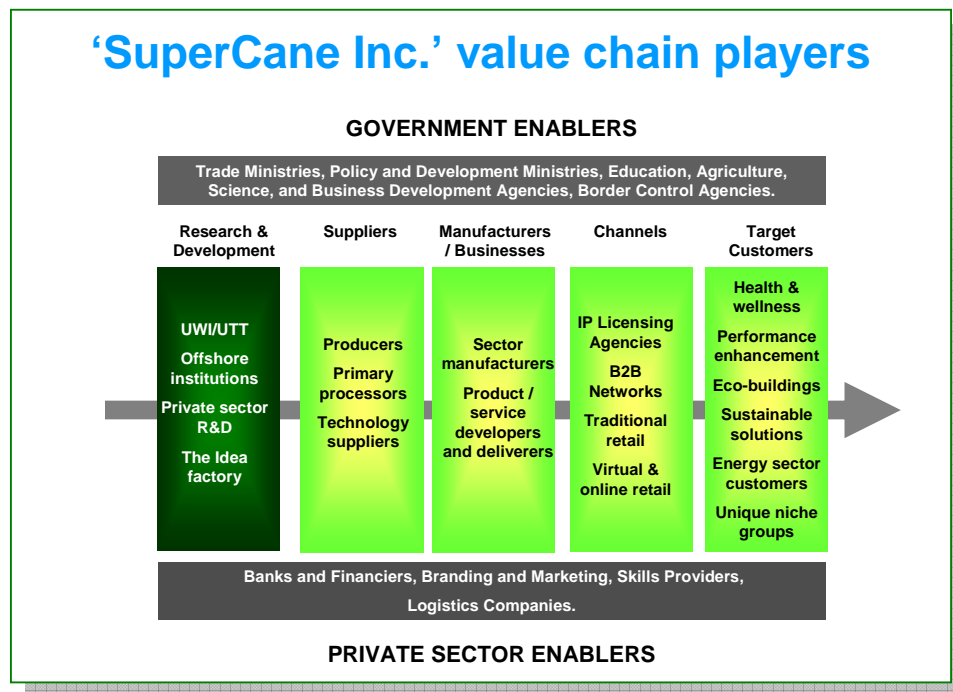 ‘SuperCane Inc.’ value chain players
GOVERNMENT ENABLERS
Trade Ministries, Policy and Development Ministries, Education, Agriculture,
Science, and Business Development Agencies, Border Control Agencies.
Research &
Development
UWI/UTT
Offshore
institutions
Private sector
R&D
The Idea
factory
Suppliers
Producers
Primary
processors
Technology
suppliers
Manufacturers
/ Businesses
Sector
manufacturers
Product /
service
developers
and deliverers
Channels
IP Licensing
Agencies
B2B
Networks
Traditional
retail
Virtual &
online retail
Target
Customers
Health &
wellness
Performance
enhancement
Eco-buildings
Sustainable
solutions
Energy sector
customers
Unique niche
groups
Banks and Financiers, Branding and Marketing, Skills Providers,
Logistics Companies.
PRIVATE SECTOR ENABLERS